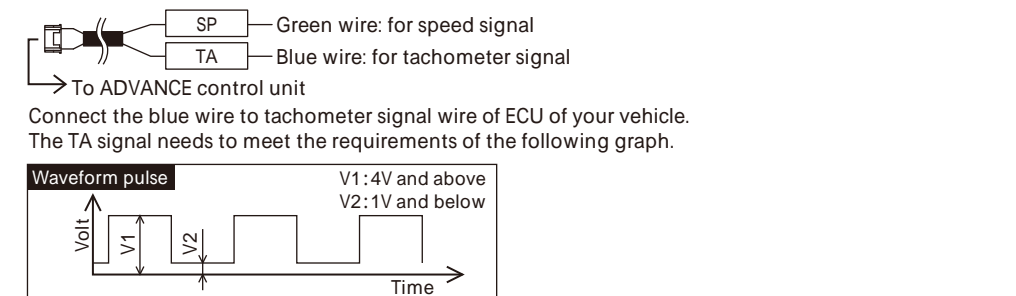 SP Green wire: for speed signal
TA Blue wire: for tachometer signal
To ADVANCE control unit
Connect the blue wire to tachometer signal wire of ECU of your vehicle.
The TA signal needs to meet the requirements of the following graph.
Waveform pulse
V1:4V and above
V2:1V and below
Volt
V1
V2
Time